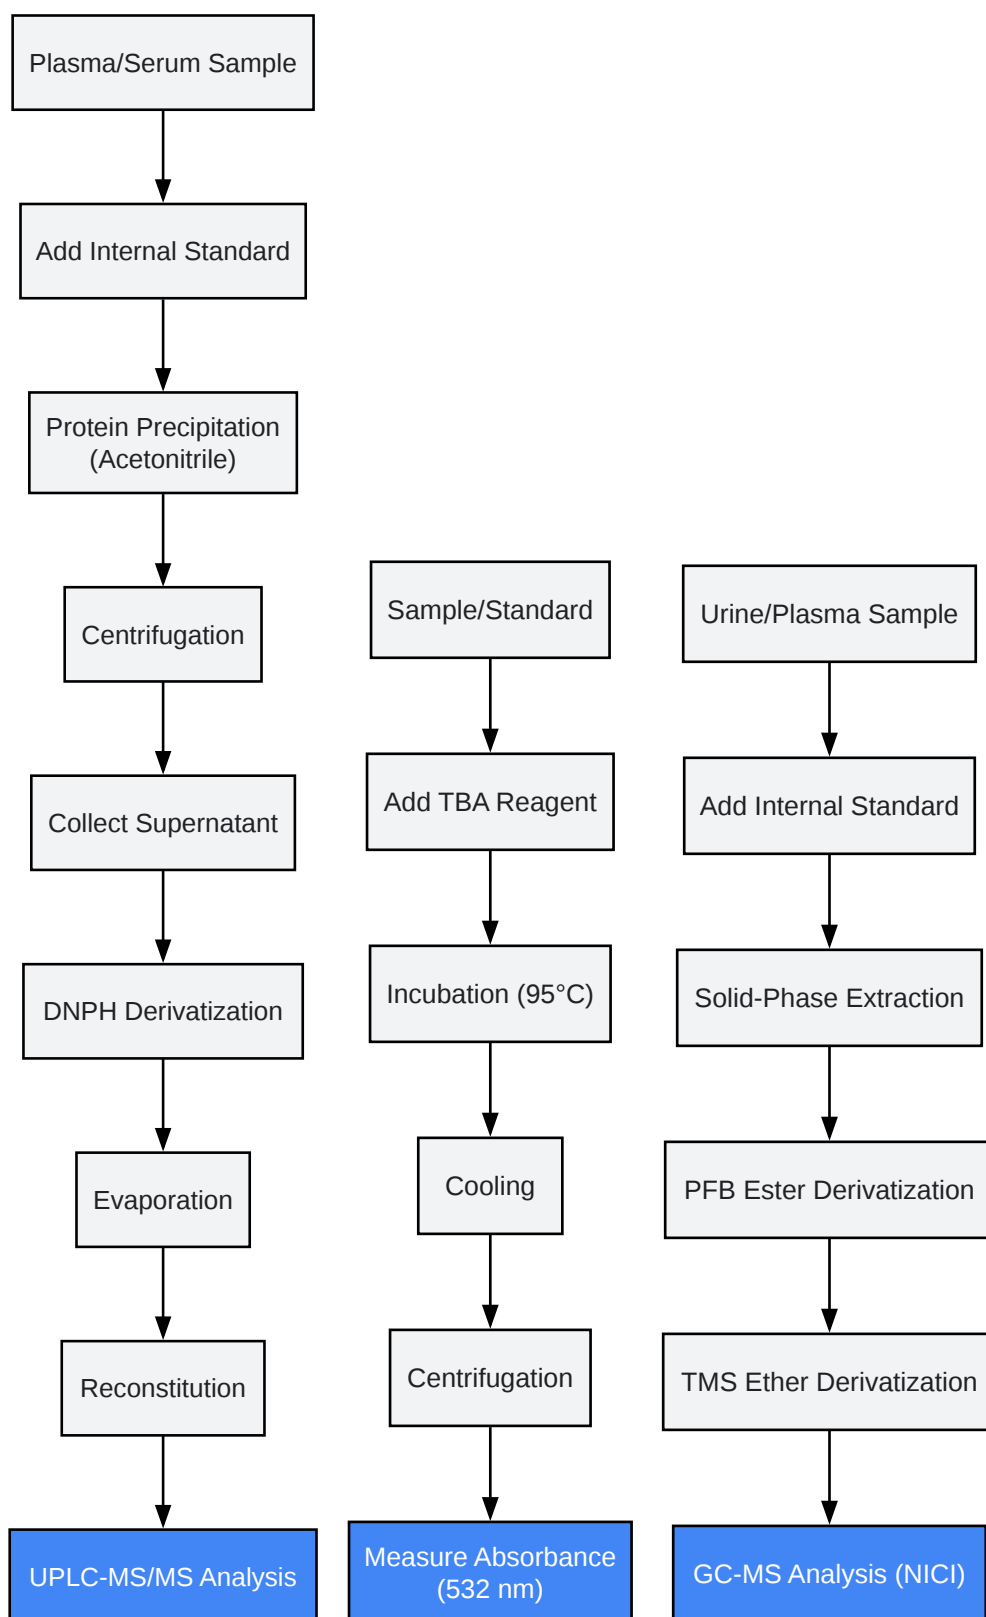 Plasma/Serum Sample
Add Internal Standard
Protein Precipitation
(Acetonitrile)
Centrifugation
Collect Supernatant
DNPH Derivatization
Evaporation
Reconstitution
UPLC-MS/MS Analysis
Sample/Standard
Add TBA Reagent
Incubation (95°C)
Cooling
Centrifugation
Measure Absorbance
(532 nm)
Urine/Plasma Sample
Add Internal Standard
Solid-Phase Extraction
PFB Ester Derivatization
TMS Ether Derivatization
GC-MS Analysis (NICI)